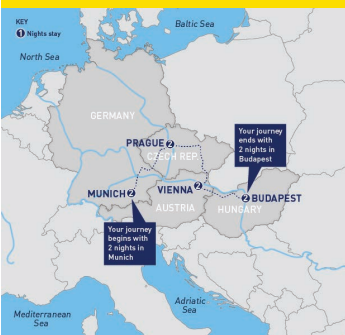 KEY
1 Nights stay
Baltic Sea
North Sea
GERMANY
PRAGUE 2
CZECH REP.
Your journey
ends with
2 nights in
Budapest
MUNICH 2
VIENNA 2
2 BUDAPEST
AUSTRIA
HUNGARY
Your journey
begins with
2 nights in
Munich
Adriatic
Sea
Mediterranean
Sea